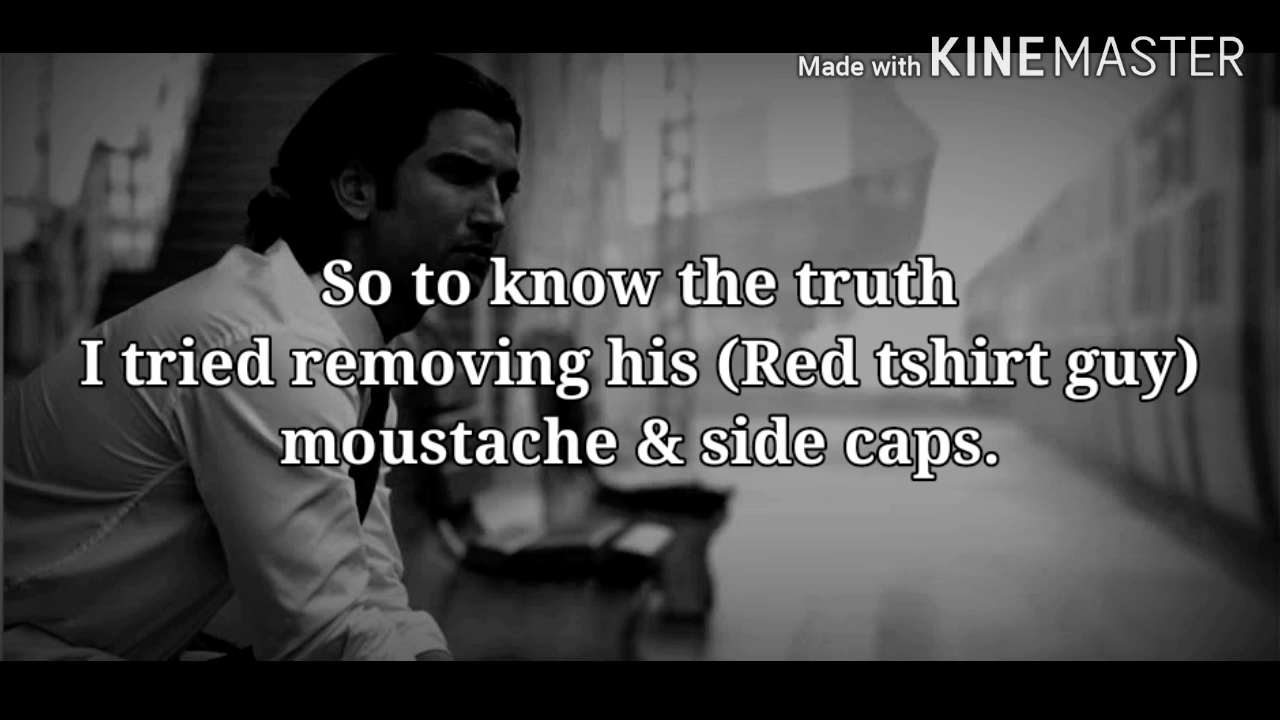 Made with KINEMASTER
So to know the truth
I tried removing his (Red tshirt guy)
moustache & side caps.